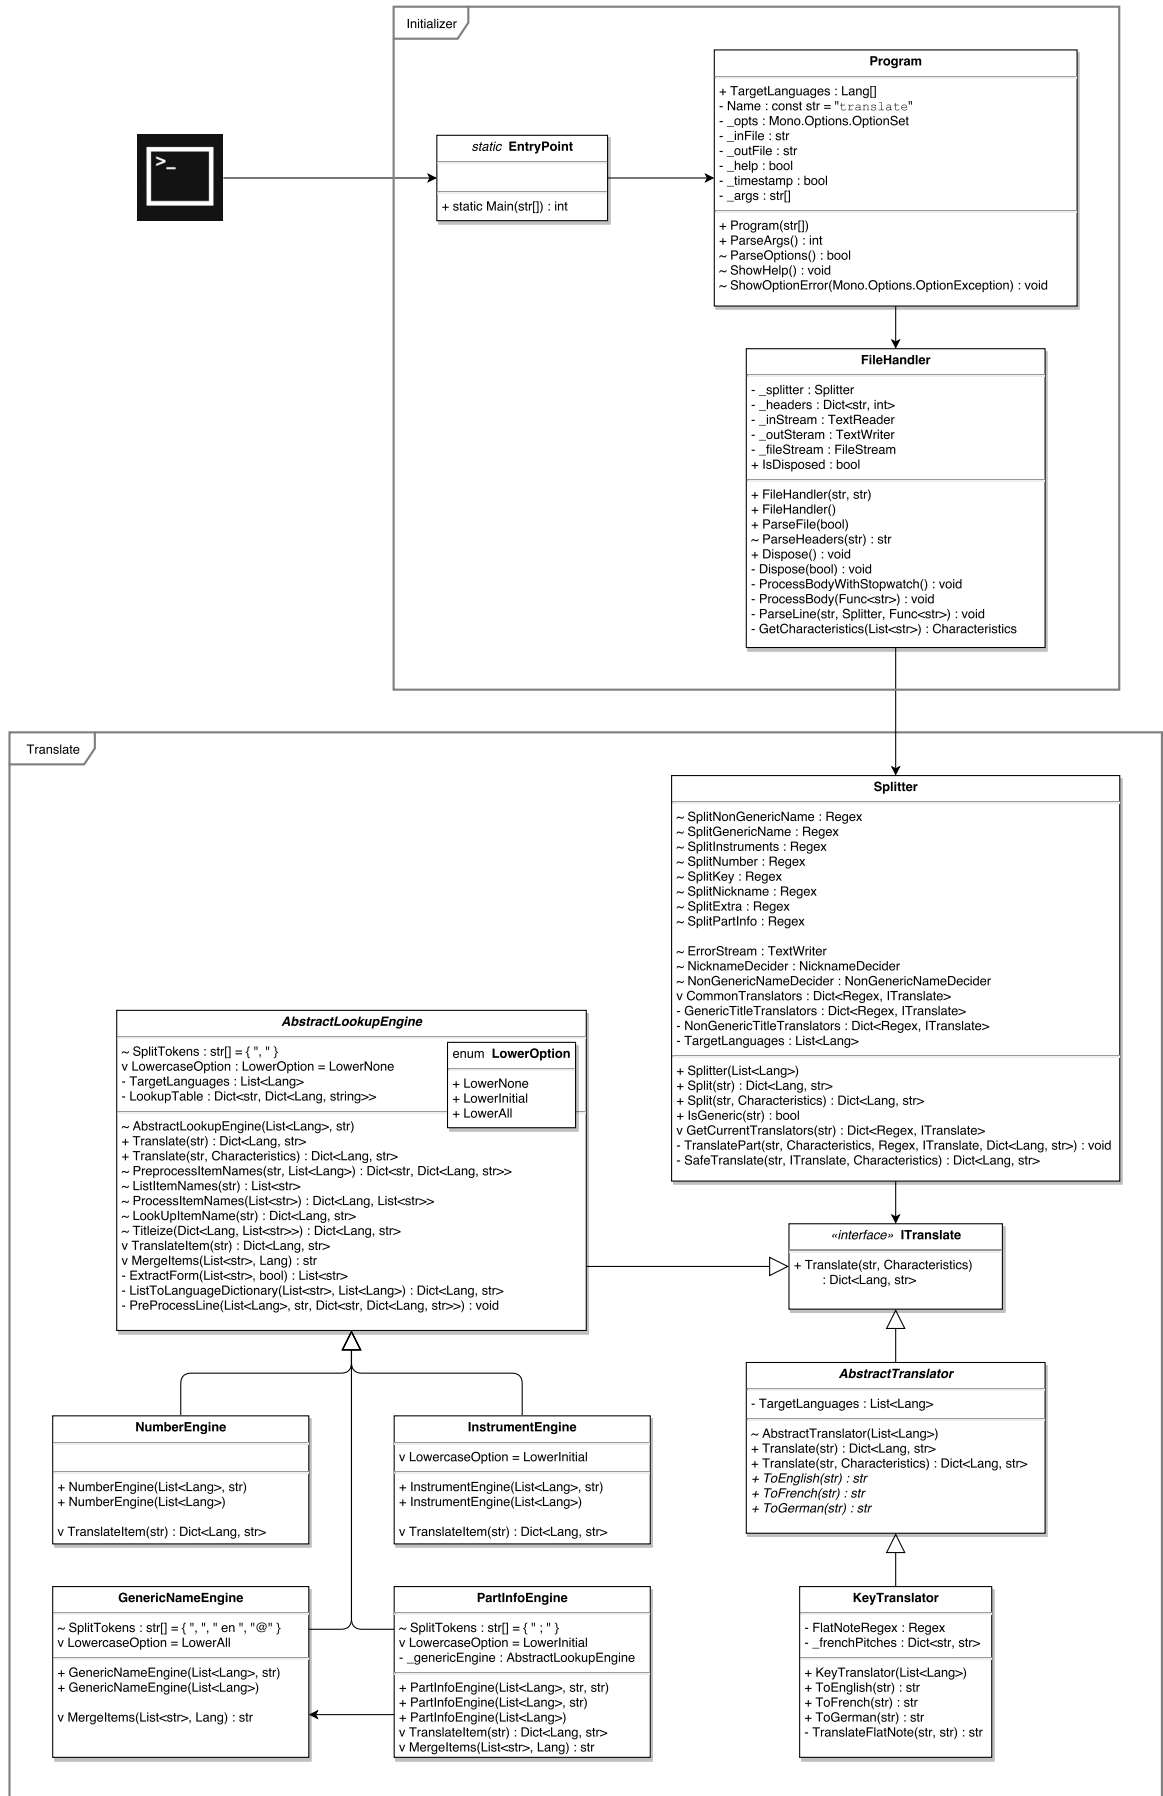 Initializer
>_
static EntryPoint
+ static Main(str[]) : int
Program
+ TargetLanguages : Lang[]
- Name : const str = "translate"
- _opts : Mono.Options.OptionSet
- _inFile : str
- _outFile : str
- _help : bool
- _timestamp : bool
- _args : str[]
+ Program(str[])
+ ParseArgs() : int
~ ParseOptions() : bool
~ ShowHelp() : void
~ ShowOptionError(Mono.Options.OptionException) : void
FileHandler
- _splitter : Splitter
- _headers : Dict<str, int>
- _inStream : TextReader
- _outSteram : TextWriter
- _fileStream : FileStream
+ IsDisposed : bool
+ FileHandler(str, str)
+ FileHandler()
+ ParseFile(bool)
~ ParseHeaders(str) : str
+ Dispose() : void
- Dispose(bool) : void
- ProcessBodyWithStopwatch() : void
- ProcessBody(Func<str>) : void
- ParseLine(str, Splitter, Func<str>) : void
- GetCharacteristics(List<str>) : Characteristics
Translate
Splitter
~ SplitNonGenericName : Regex
~ SplitGenericName : Regex
~ SplitInstruments : Regex
~ SplitNumber : Regex
~ SplitKey : Regex
~ SplitNickname : Regex
~ SplitExtra : Regex
~ SplitPartInfo : Regex
~ ErrorStream : TextWriter
~ NicknameDecider : NicknameDecider
~ NonGenericNameDecider : NonGenericNameDecider
v CommonTranslators : Dict<Regex, ITranslate>
- GenericTitleTranslators : Dict<Regex, ITranslate>
- NonGenericTitleTranslators : Dict<Regex, ITranslate>
- TargetLanguages : List<Lang>
+ Splitter(List<Lang>)
+ Split(str) : Dict<Lang, str>
+ Split(str, Characteristics) : Dict<Lang, str>
+ IsGeneric(str) : bool
v GetCurrentTranslators(str) : Dict<Regex, ITranslate>
- TranslatePart(str, Characteristics, Regex, ITranslate, Dict<Lang, str>) : void
- SafeTranslate(str, ITranslate, Characteristics) : Dict<Lang, str>
AbstractLookupEngine
~ SplitTokens : str[] = { ", " }
v LowercaseOption : LowerOption = LowerNone
- TargetLanguages : List<Lang>
- LookupTable : Dict<str, Dict<Lang, string>>
enum LowerOption
+ LowerNone
+ LowerInitial
+ LowerAll
~ AbstractLookupEngine(List<Lang>, str)
+ Translate(str) : Dict<Lang, str>
+ Translate(str, Characteristics) : Dict<Lang, str>
~ PreprocessItemNames(str, List<Lang>) : Dict<str, Dict<Lang, str>>
~ ListItemNames(str) : List<str>
~ ProcessItemNames(List<str>) : Dict<Lang, List<str>>
~ LookUpItemName(str) : Dict<Lang, str>
~ Titleize(Dict<Lang, List<str>>) : Dict<Lang, str>
v TranslateItem(str) : Dict<Lang, str>
v MergeItems(List<str>, Lang) : str
- ExtractForm(List<str>, bool) : List<str>
- ListToLanguageDictionary(List<str>, List<Lang>) : Dict<Lang, str>
- PreProcessLine(List<Lang>, str, Dict<str, Dict<Lang, str>>) : void
«interface» ITranslate
+ Translate(str, Characteristics)
: Dict<Lang, str>
AbstractTranslator
- TargetLanguages : List<Lang>
~ AbstractTranslator(List<Lang>)
+ Translate(str) : Dict<Lang, str>
+ Translate(str, Characteristics) : Dict<Lang, str>
+ ToEnglish(str) : str
+ ToFrench(str) : str
+ ToGerman(str) : str
NumberEngine
+ NumberEngine(List<Lang>, str)
+ NumberEngine(List<Lang>)
v TranslateItem(str) : Dict<Lang, str>
InstrumentEngine
v LowercaseOption = LowerInitial
+ InstrumentEngine(List<Lang>, str)
+ InstrumentEngine(List<Lang>)
v TranslateItem(str) : Dict<Lang, str>
GenericNameEngine
~ SplitTokens : str[] = { ", ", " en ", "@" }
v LowercaseOption = LowerAll
+ GenericNameEngine(List<Lang>, str)
+ GenericNameEngine(List<Lang>)
v MergeItems(List<str>, Lang) : str
PartInfoEngine
~ SplitTokens : str[] = { " ; " }
v LowercaseOption = LowerInitial
- _genericEngine : AbstractLookupEngine
+ PartInfoEngine(List<Lang>, str, str)
+ PartInfoEngine(List<Lang>, str)
+ PartInfoEngine(List<Lang>)
v TranslateItem(str) : Dict<Lang, str>
v MergeItems(List<str>, Lang) : str
KeyTranslator
- FlatNoteRegex : Regex
- _frenchPitches : Dict<str, str>
+ KeyTranslator(List<Lang>)
+ ToEnglish(str) : str
+ ToFrench(str) : str
+ ToGerman(str) : str
- TranslateFlatNote(str, str) : str